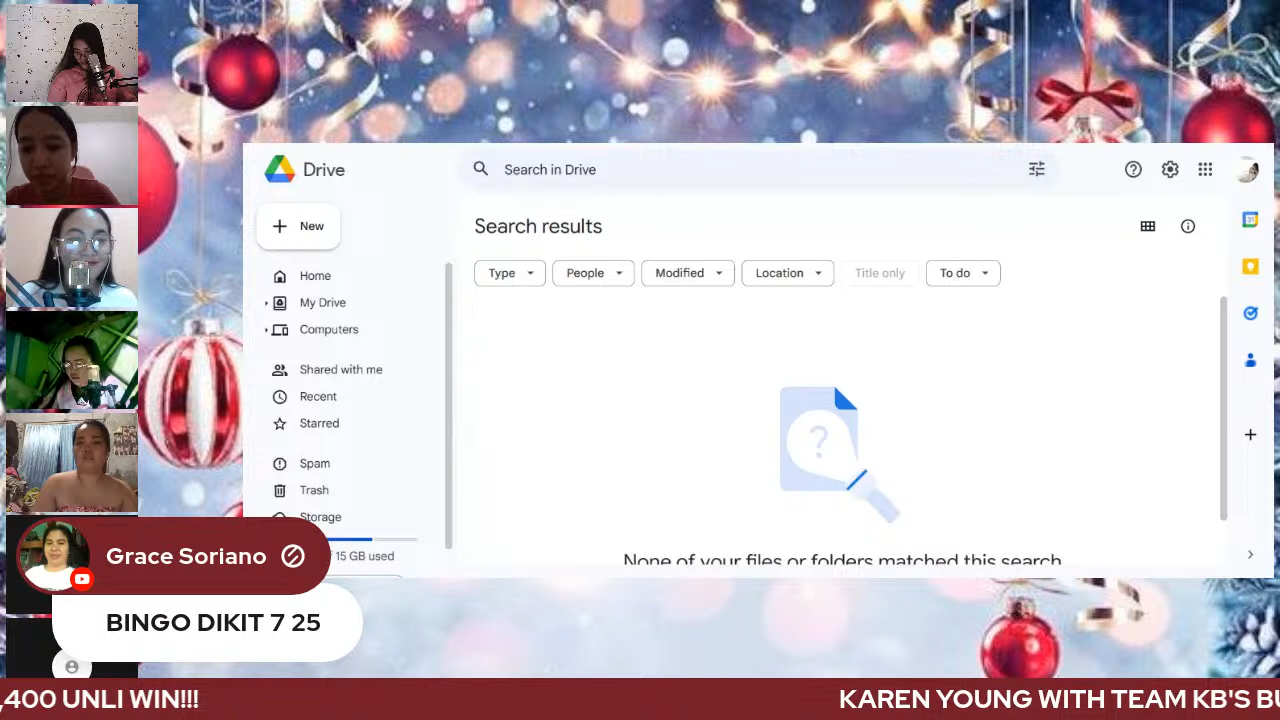 Drive
Search in Drive
New
Search results
Type
People
Modified
Location
Title only
To do
Home
My Drive
Computers
Shared with me
Recent
Starred
Spam
Trash
Storage
15 GB used
31
?
None of your files or folders matched this search
Grace Soriano
BINGO DIKIT 7 25
,400 UNLI WIN!!!
KAREN YOUNG WITH TEAM KB'S BU